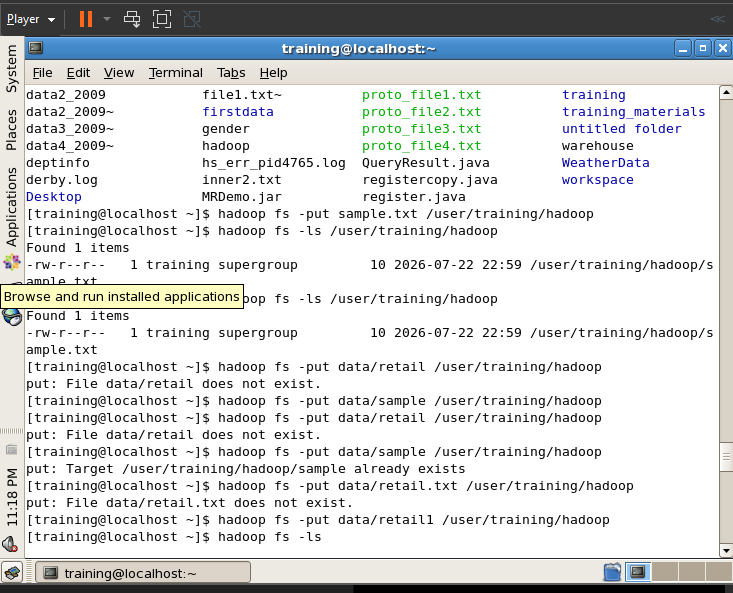 Player
training@localhost:~
File Edit View Terminal Tabs Help
System
Places
Applications
data2_2009 file1.txt~ proto_file1.txt training
data2_2009~ firstdata proto_file2.txt training_materials
data3_2009~ gender proto_file3.txt untitled folder
data4_2009~ hadoop proto_file4.txt warehouse
deptinfo hs_err_pid4765.log QueryResult.java WeatherData
derby.log inner2.txt registercopy.java workspace
Desktop MRDemo.jar register.java
[training@localhost ~]$ hadoop fs -put sample.txt /user/training/hadoop
[training@localhost ~]$ hadoop fs -ls /user/training/hadoop
Found 1 items
-rw-r--r-- 1 training supergroup 10 2026-07-22 22:59 /user/training/hadoop/s
ample.txt
Browse and run installed applications
oop fs -ls /user/training/hadoop
Found 1 items
-rw-r--r-- 1 training supergroup 10 2026-07-22 22:59 /user/training/hadoop/s
ample.txt
[training@localhost ~]$ hadoop fs -put data/retail /user/training/hadoop
put: File data/retail does not exist.
[training@localhost ~]$ hadoop fs -put data/sample /user/training/hadoop
[training@localhost ~]$ hadoop fs -put data/retail /user/training/hadoop
put: File data/retail does not exist.
[training@localhost ~]$ hadoop fs -put data/sample /user/training/hadoop
put: Target /user/training/hadoop/sample already exists
[training@localhost ~]$ hadoop fs -put data/retail.txt /user/training/hadoop
put: File data/retail.txt does not exist.
[training@localhost ~]$ hadoop fs -put data/retail1 /user/training/hadoop
[training@localhost ~]$ hadoop fs -ls
11:18 PM
training@localhost:~